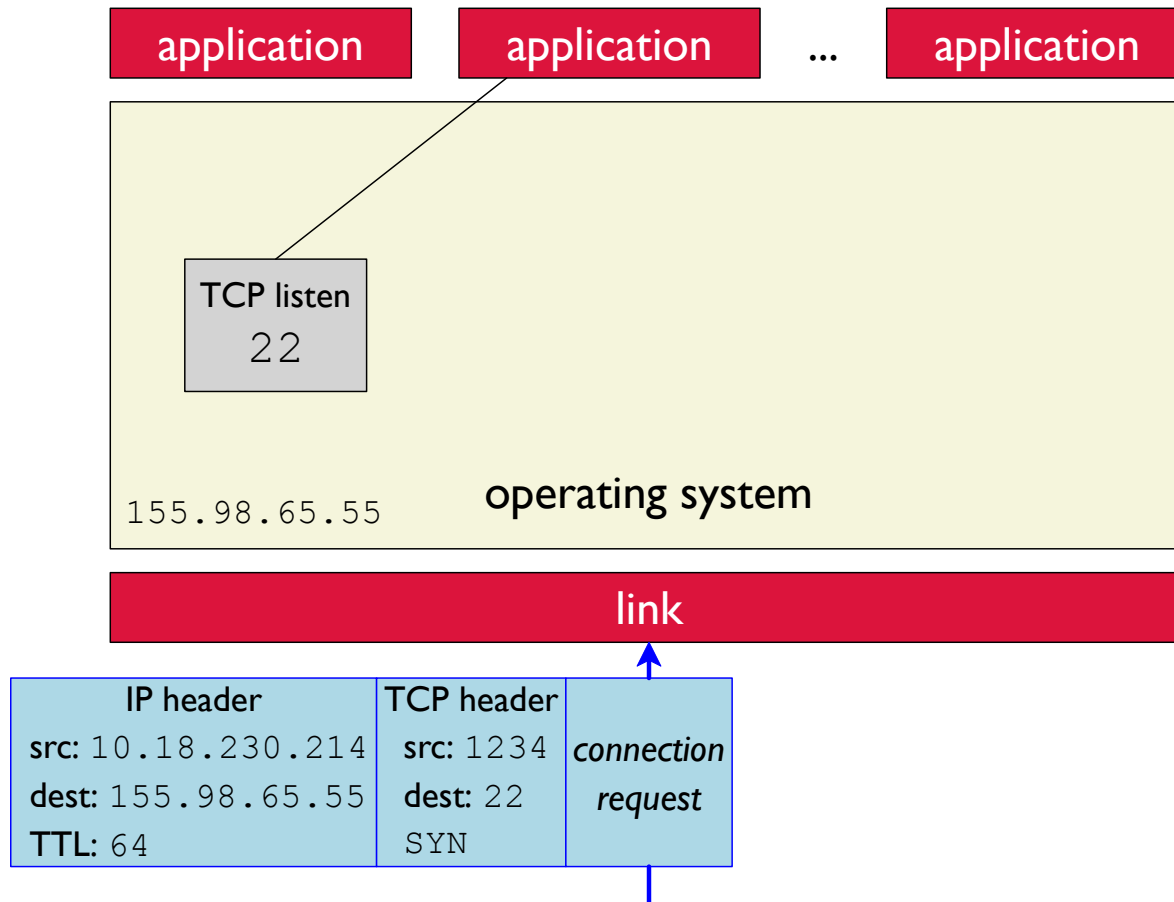 application application ... application
TCP listen
22
155.98.65.55
operating system
link
IP header
src: 10.18.230.214
dest: 155.98.65.55
TTL: 64
TCP header
src: 1234
dest: 22
SYN
connection
request